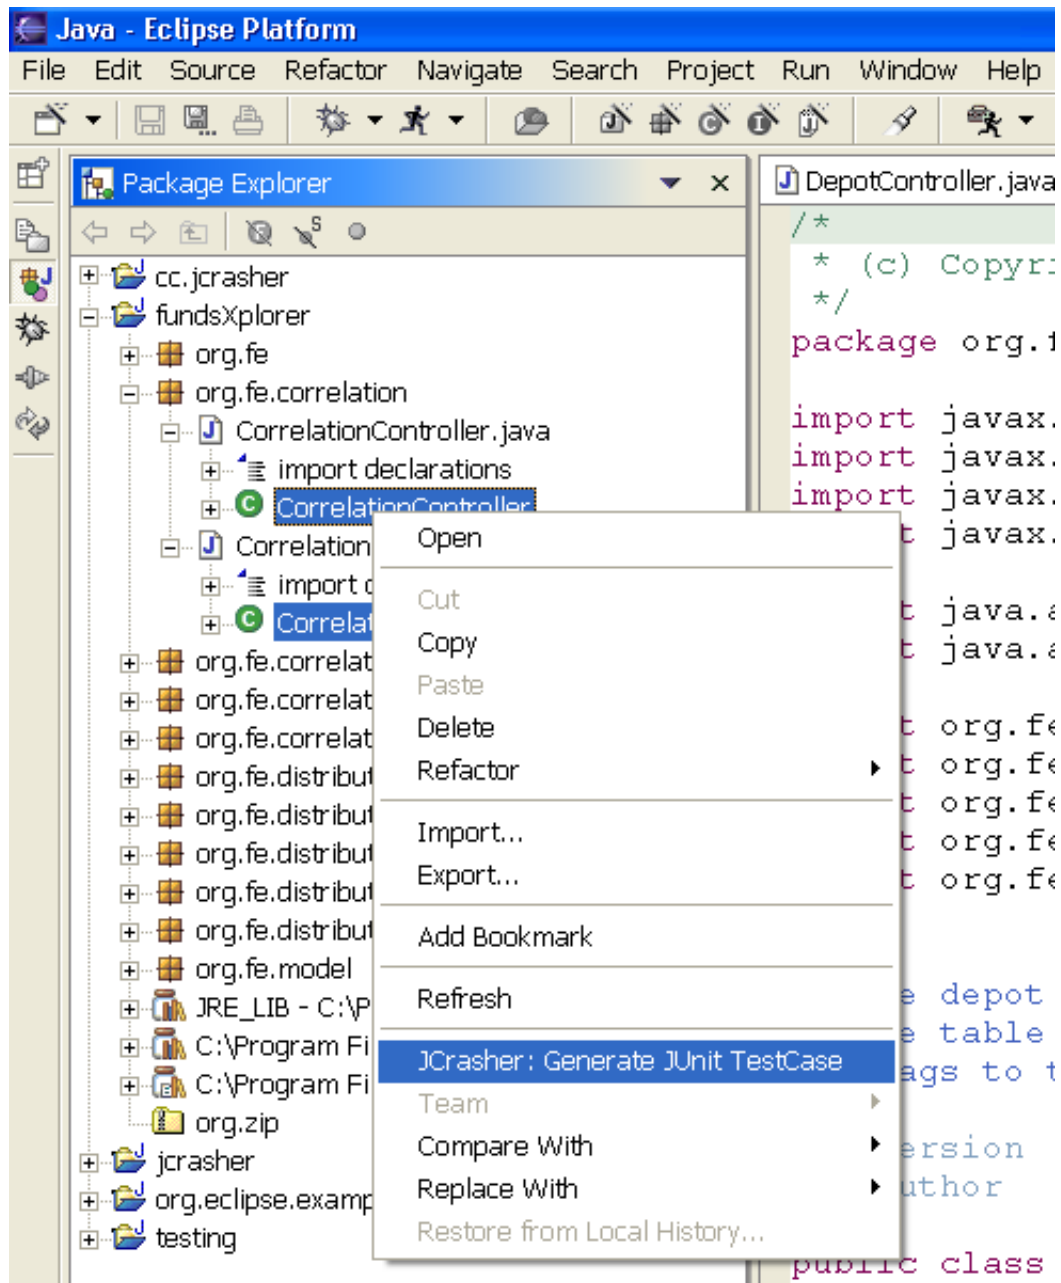 Java - Eclipse Platform
File Edit Source Refactor Navigate Search Project Run Window Help
Package Explorer
cc.jcrasher
fundsXplorer
org.fe
org.fe.correlation
CorrelationController.java
import declarations
CorrelationController
Correlation
import
org.fe.correlat
org.fe.correlat
org.fe.correlat
org.fe.distribut
org.fe.distribut
org.fe.distribut
org.fe.distribut
org.fe.distribut
org.fe.model
JRE_LIB - C:\P
C:\Program Fi
C:\Program Fi
org.zip
jcrasher
org.eclipse.examp
testing
Open
Cut
Copy
Paste
Delete
Refactor
Import...
Export...
Add Bookmark
Refresh
JCrasher: Generate JUnit TestCase
Team
Compare With
Replace With
Restore from Local History...
DepotController.java
/*
* (c) Copyri
*/
package org.f
import javax.
import javax.
import javax.
t javax.
t java.a
t java.a
t org.fe
t org.fe
t org.fe
t org.fe
t org.fe
e depot
e table
ags to t
ersion
uthor
public class